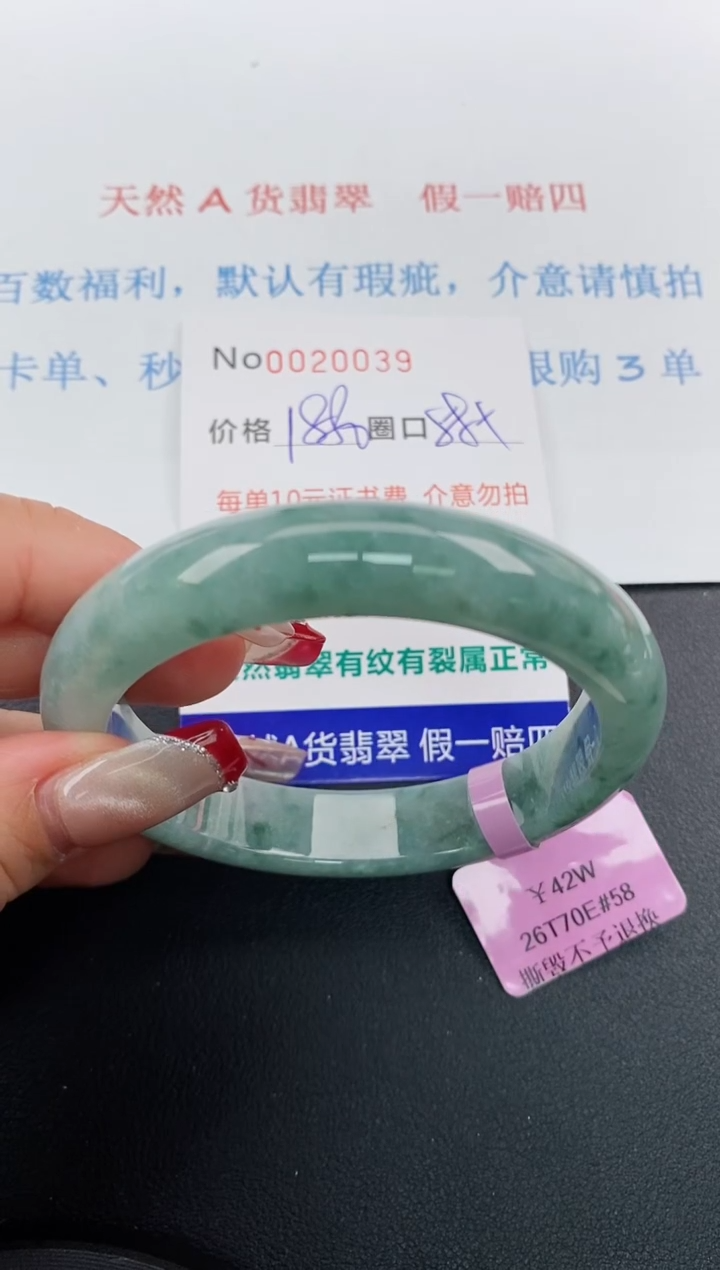 天然 A 货翡翠 假一赔四
百数福利，默认有瑕疵，介意请慎拍
卡单、秒
限购 3 单
No0020039
价格 圈口
每单10元证书费 介意勿拍
然翡翠有纹有裂属正常
A货翡翠 假一赔四
￥42W
26T70E#58
撕毁不予退换